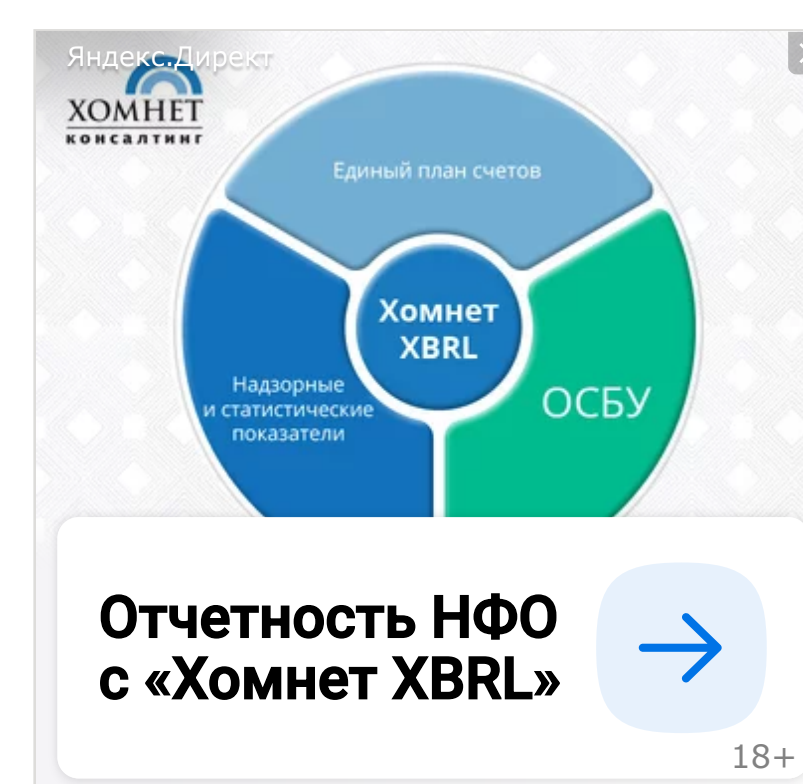 Яндекс.Директ
ХОМНЕТ
консалтинг
Единый план счетов
Хомнет
XBRL
Надзорные
и статистические
показатели
ОСБУ
Отчетность НФО
с «Хомнет XBRL»
18+